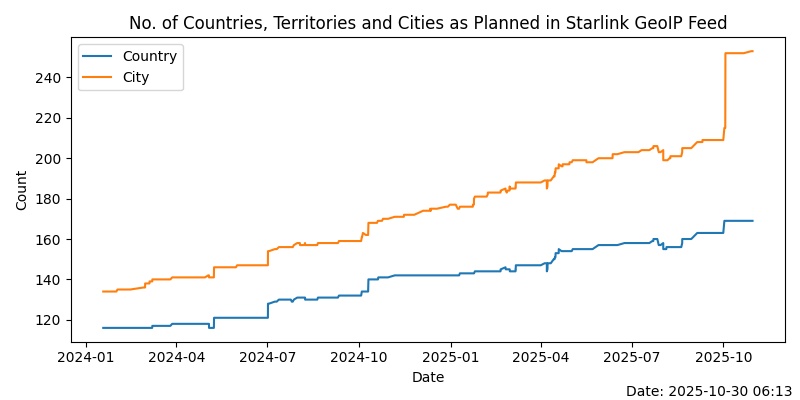 No. of Countries, Territories and Cities as Planned in Starlink GeoIP Feed
Country
City
240
220
200
180
160
140
120
Count
2024-01 2024-04 2024-07 2024-10 2025-01 2025-04 2025-07 2025-10
Date
Date: 2025-10-30 06:13